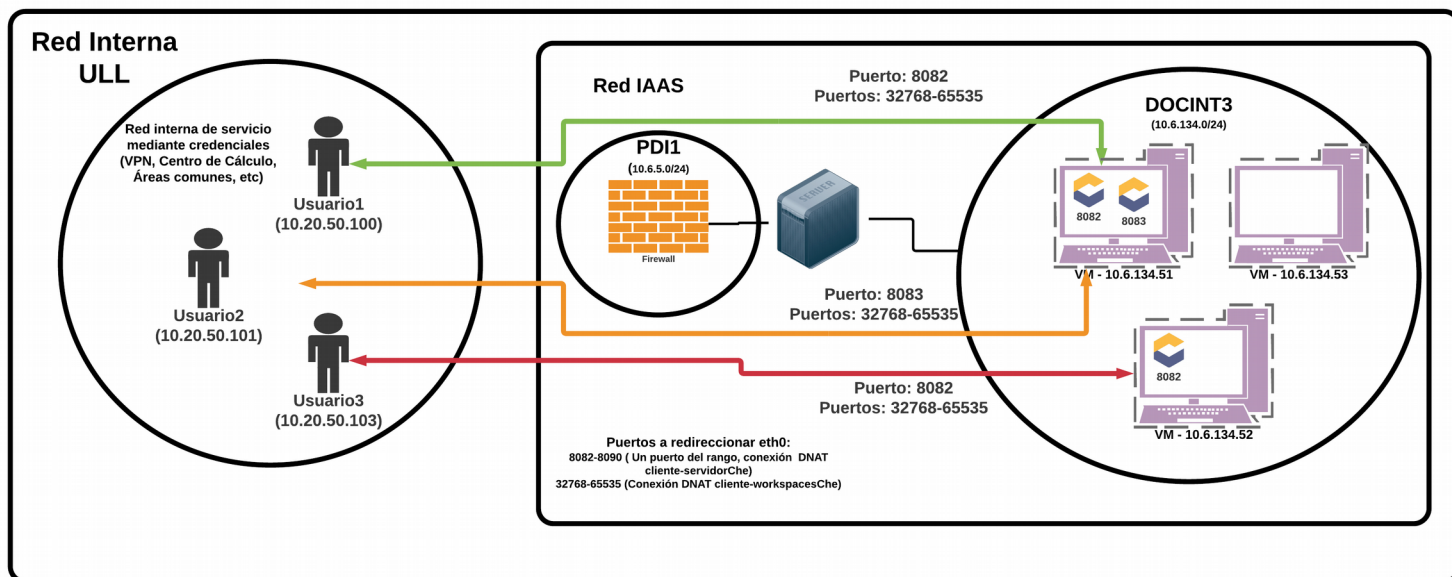 Red Interna
ULL
Red interna de servicio
mediante credenciales
(VPN, Centro de Cálculo,
Áreas comunes, etc)
Usuario1
(10.20.50.100)
Usuario2
(10.20.50.101)
Usuario3
(10.20.50.103)
Red IAAS
PDI1
(10.6.5.0/24)
Firewall
SERVER
Puerto: 8082
Puertos: 32768-65535
Puerto: 8083
Puertos: 32768-65535
Puerto: 8082
Puertos: 32768-65535
Puertos a redireccionar eth0:
8082-8090 ( Un puerto del rango, conexión DNAT
cliente-servidorChe)
32768-65535 (Conexión DNAT cliente-workspacesChe)
DOCINT3
(10.6.134.0/24)
8082
8083
VM - 10.6.134.51
VM - 10.6.134.53
8082
VM - 10.6.134.52